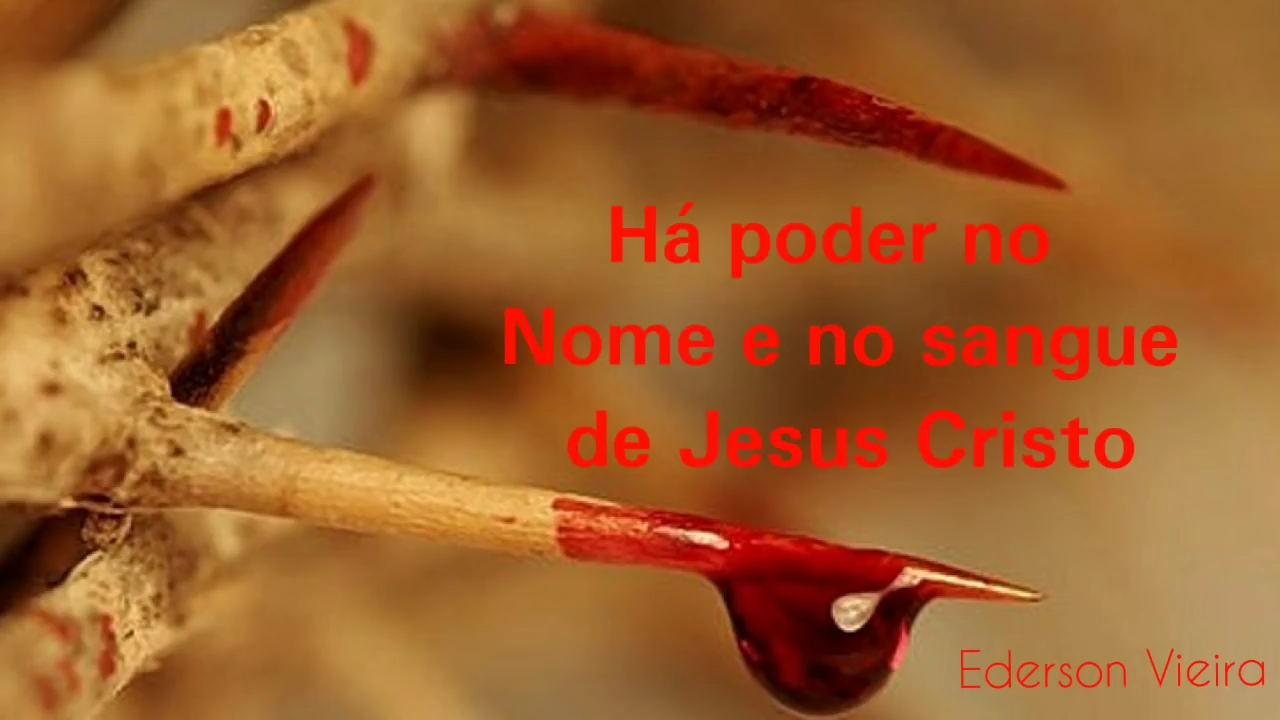 Há poder no
Nome e no sangue
de Jesus Cristo
Ederson Vieira